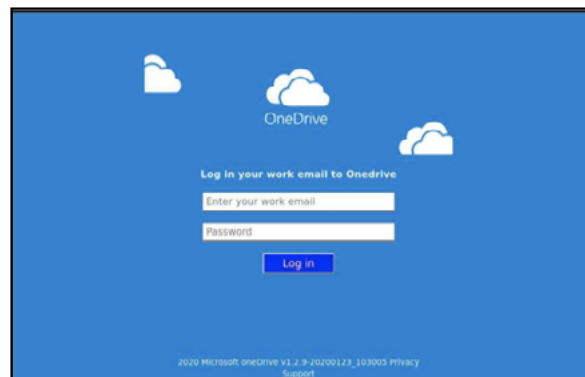 OneDrive
Log in your work email to Onedrive
Enter your work email
Password
Log in
2020 Microsoft oneDrive v1.2.9-20200123_103005 Privacy
Support